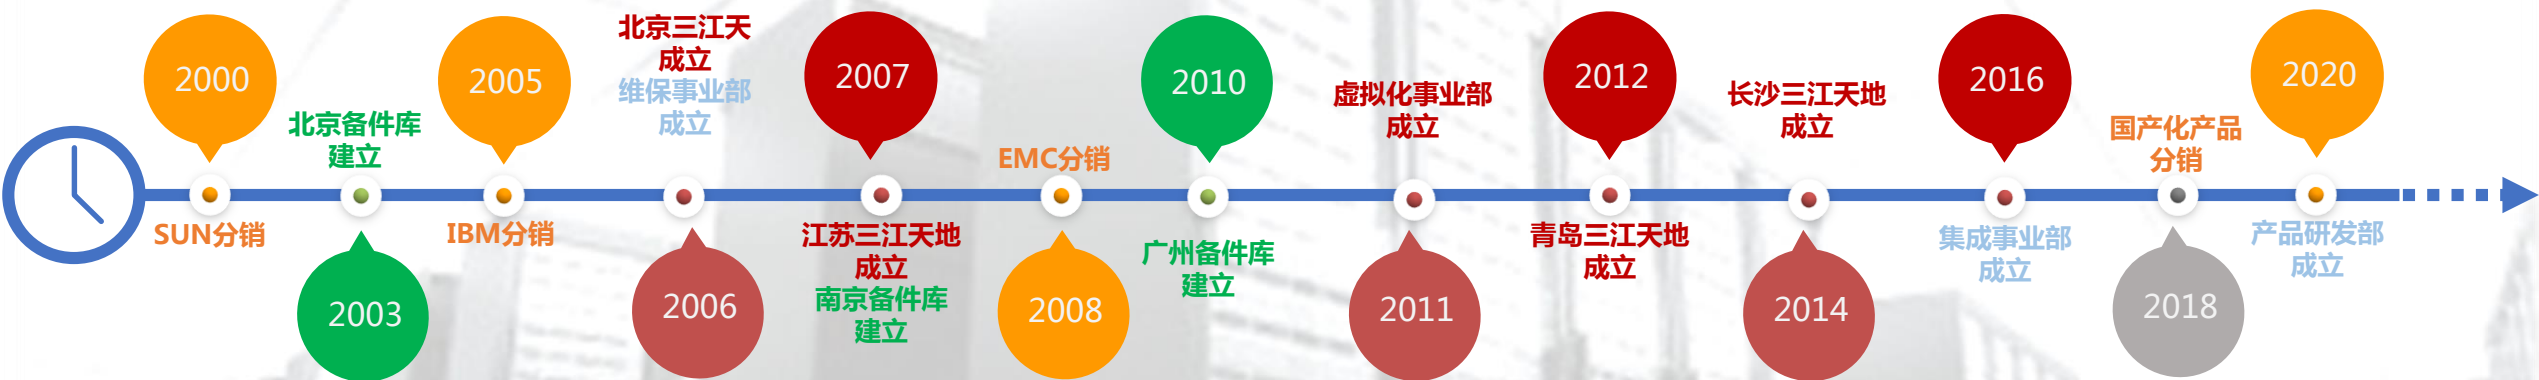 2000
SUN分销
北京备件库
建立
2003
2005
IBM分销
北京三江天
成立
维保事业部
成立
2006
2007
江苏三江天地
成立
南京备件库
建立
EMC分销
2008
2010
广州备件库
建立
虚拟化事业部
成立
2011
2012
青岛三江天地
成立
长沙三江天地
成立
2014
2016
集成事业部
成立
国产化产品
分销
2018
2020
产品研发部
成立